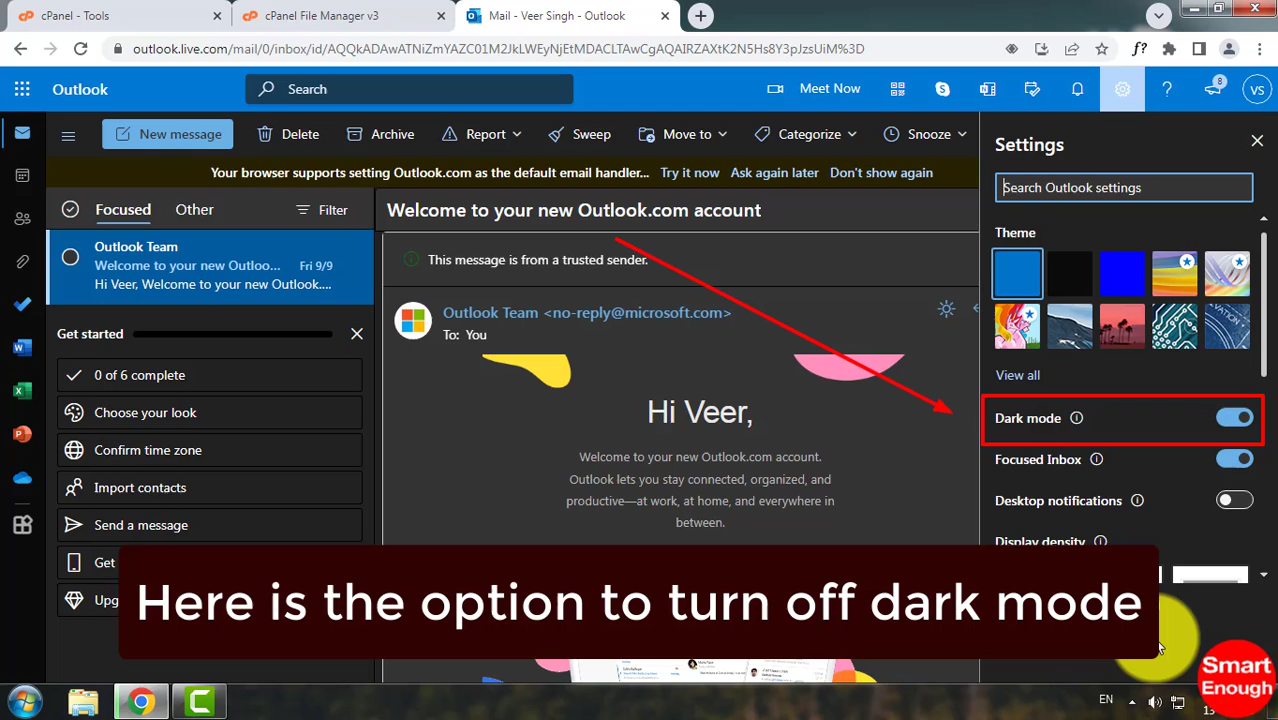 cPanel - Tools
cPanel File Manager v3
Mail - Veer Singh - Outlook
outlook.live.com/mail/0/inbox/id/AQQkADAwATNiZmYAZC01M2JkLWEyNjEtMDACLTAwCgAQAIRZAXtK2N5Hs8Y3pJzsUiM%3D
f?
Outlook
Search
Meet Now
8
VS
New message
Delete
Archive
Report
Sweep
Move to
Categorize
Snooze
Your browser supports setting Outlook.com as the default email handler...
Try it now
Ask again later
Don't show again
Focused
Other
Filter
Outlook Team
Welcome to your new Outloo...
Fri 9/9
Hi Veer, Welcome to your new Outlook....
Get started
0 of 6 complete
Choose your look
Confirm time zone
Import contacts
Send a message
Get
Upg
Welcome to your new Outlook.com account
This message is from a trusted sender.
Outlook Team <no-reply@microsoft.com>
To: You
Hi Veer,
Welcome to your new Outlook.com account.
Outlook lets you stay connected, organized, and
productive—at work, at home, and everywhere in
between.
Settings
Search Outlook settings
Theme
View all
Dark mode
Focused Inbox
Desktop notifications
Display density
Here is the option to turn off dark mode
Smart
Enough
EN